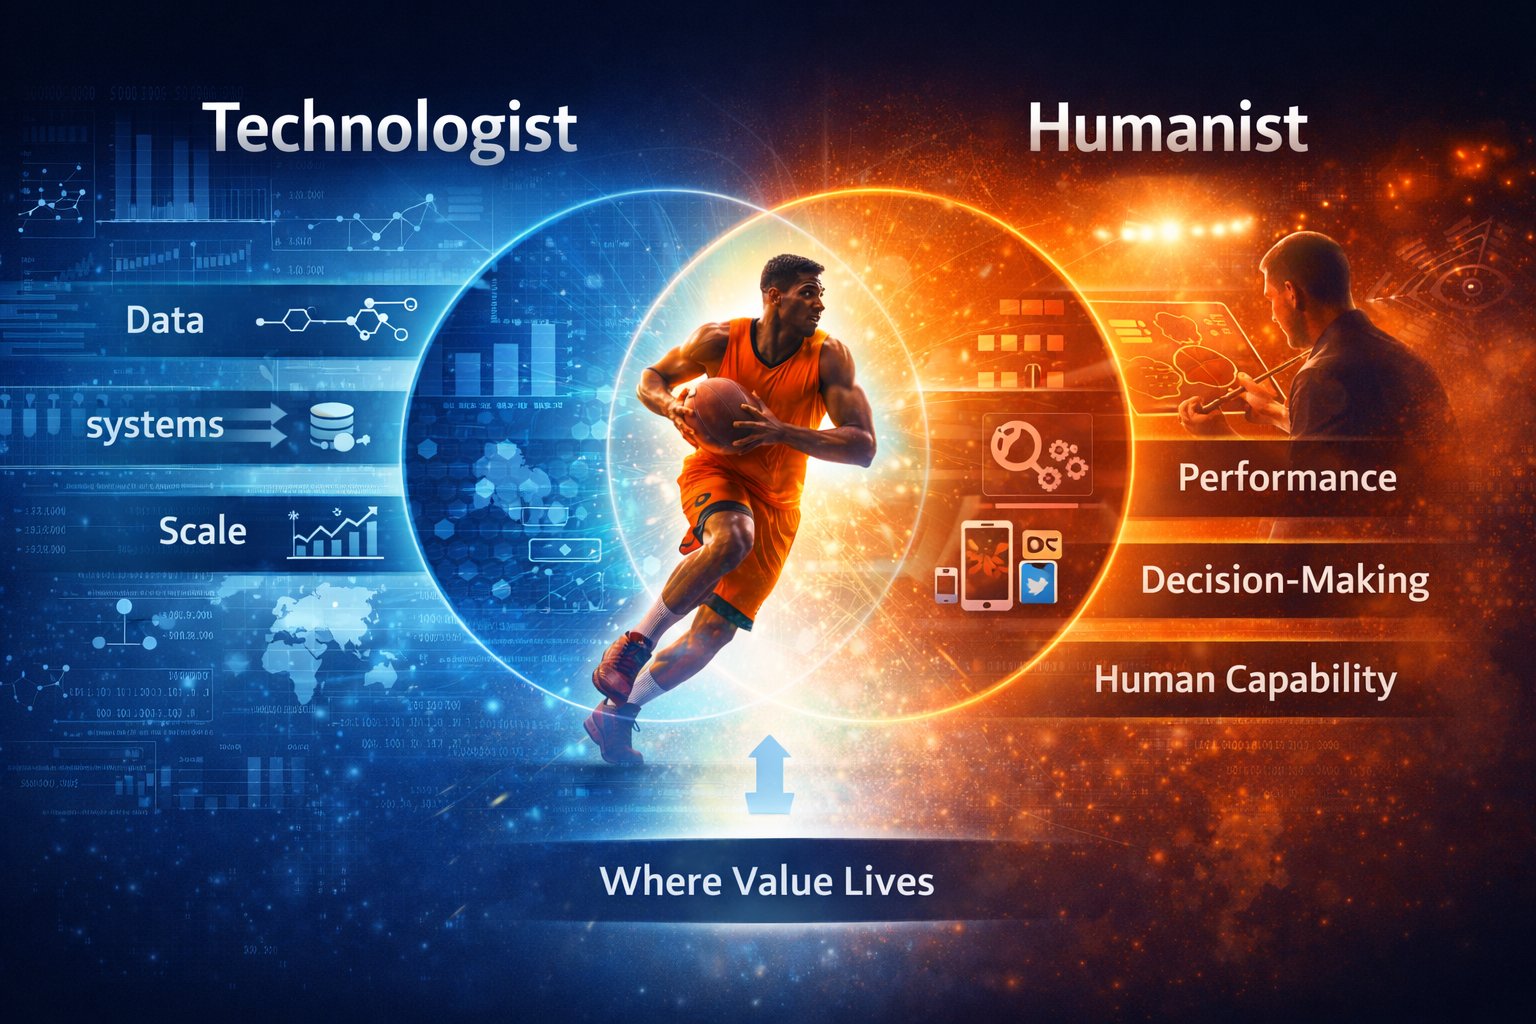 Technologist
Humanist
Data
systems
Scale
Performance
Decision-Making
Human Capability
Where Value Lives